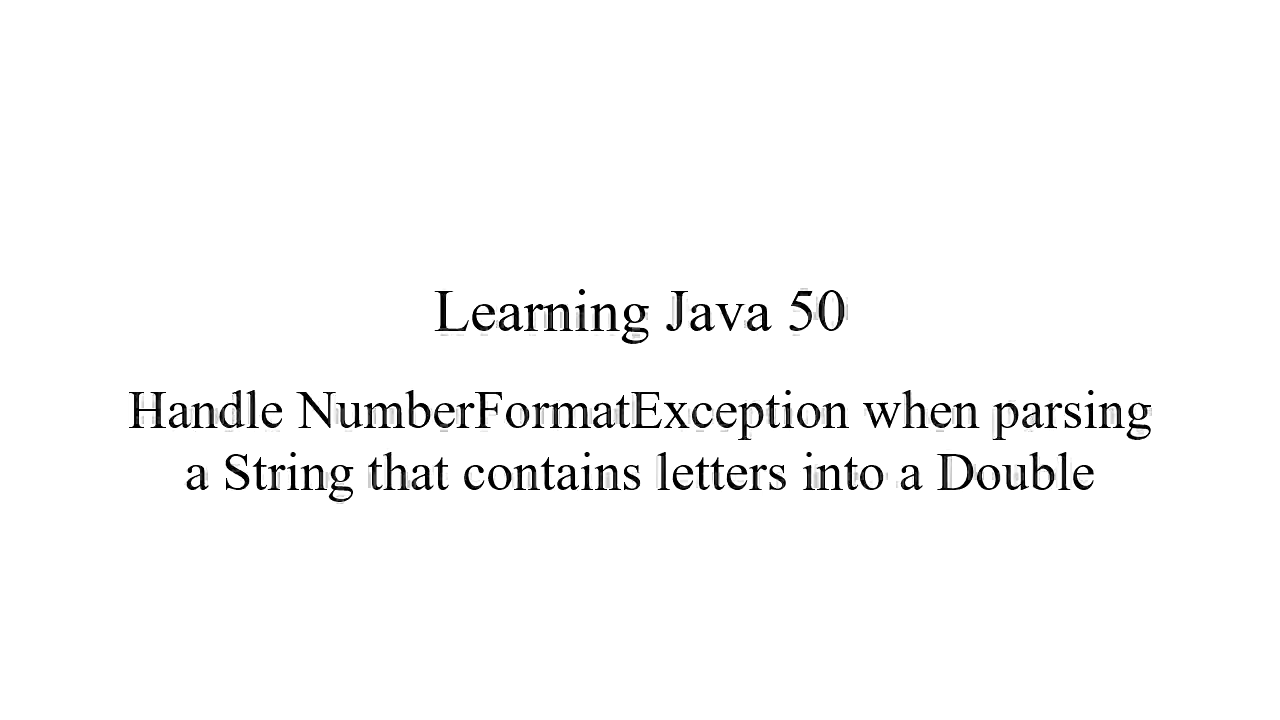 Learning Java 50
Handle NumberFormatException when parsing
a String that contains letters into a Double